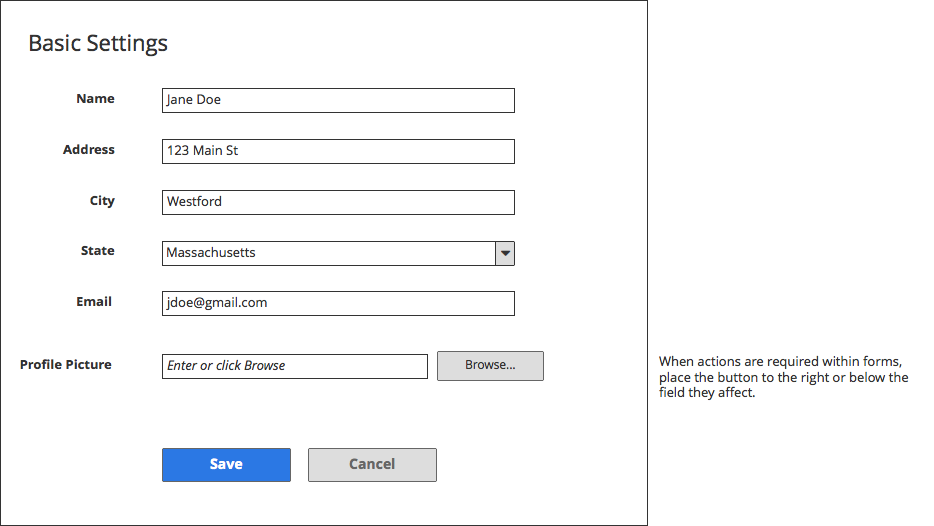 Basic Settings
Name
Jane Doe
Address
123 Main St
City
Westford
State
Massachusetts
Email
jdoe@gmail.com
Profile Picture
Enter or click Browse
Browse...
When actions are required within forms,
place the button to the right or below the
field they affect.
Save
Cancel